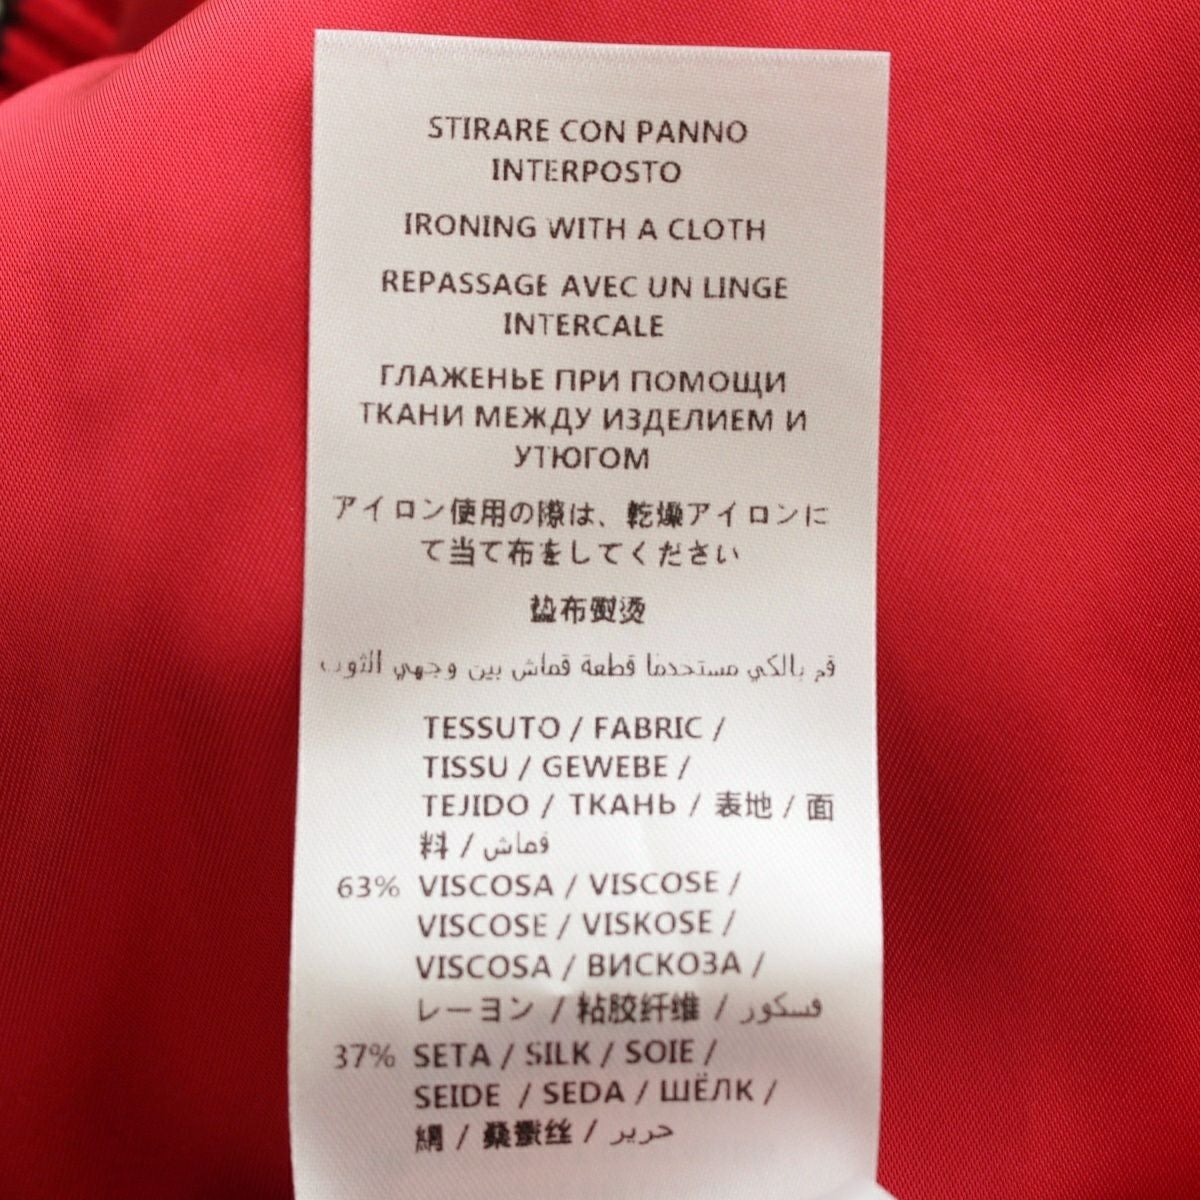 STIRARE CON PANNO
INTERPOSTO
IRONING WITH A CLOTH
REPASSAGE AVEC UN LINGE
INTERCALE
ГЛАЖЕНЬЕ ПРИ ПОМОЩИ
ТКАНИ МЕЖДУ ИЗДЕЛИЕМ И
УТЮГОМ
アイロン使用の際は、乾燥アイロンに
て当て布をしてください
垫布熨烫
قم بالكي مستخدما قطعة قماش بين وجهي الثوب
TESSUTO / FABRIC /
TISSU / GEWEBE /
TEJIDO / ТКАНЬ / 表地 / 面
料 / قماش
63% VISCOSA / VISCOSE /
VISCOSE / VISKOSE /
VISCOSA / ВИСКОЗА /
レーヨン / 粘胶纤维 / فسكوز
37% SETA / SILK / SOIE /
SEIDE / SEDA / ШЁЛК /
絹 / 桑蚕丝 / حرير